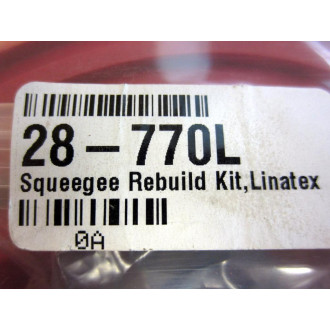 28-770L
Squeegee Rebuild Kit,Linatex
0A